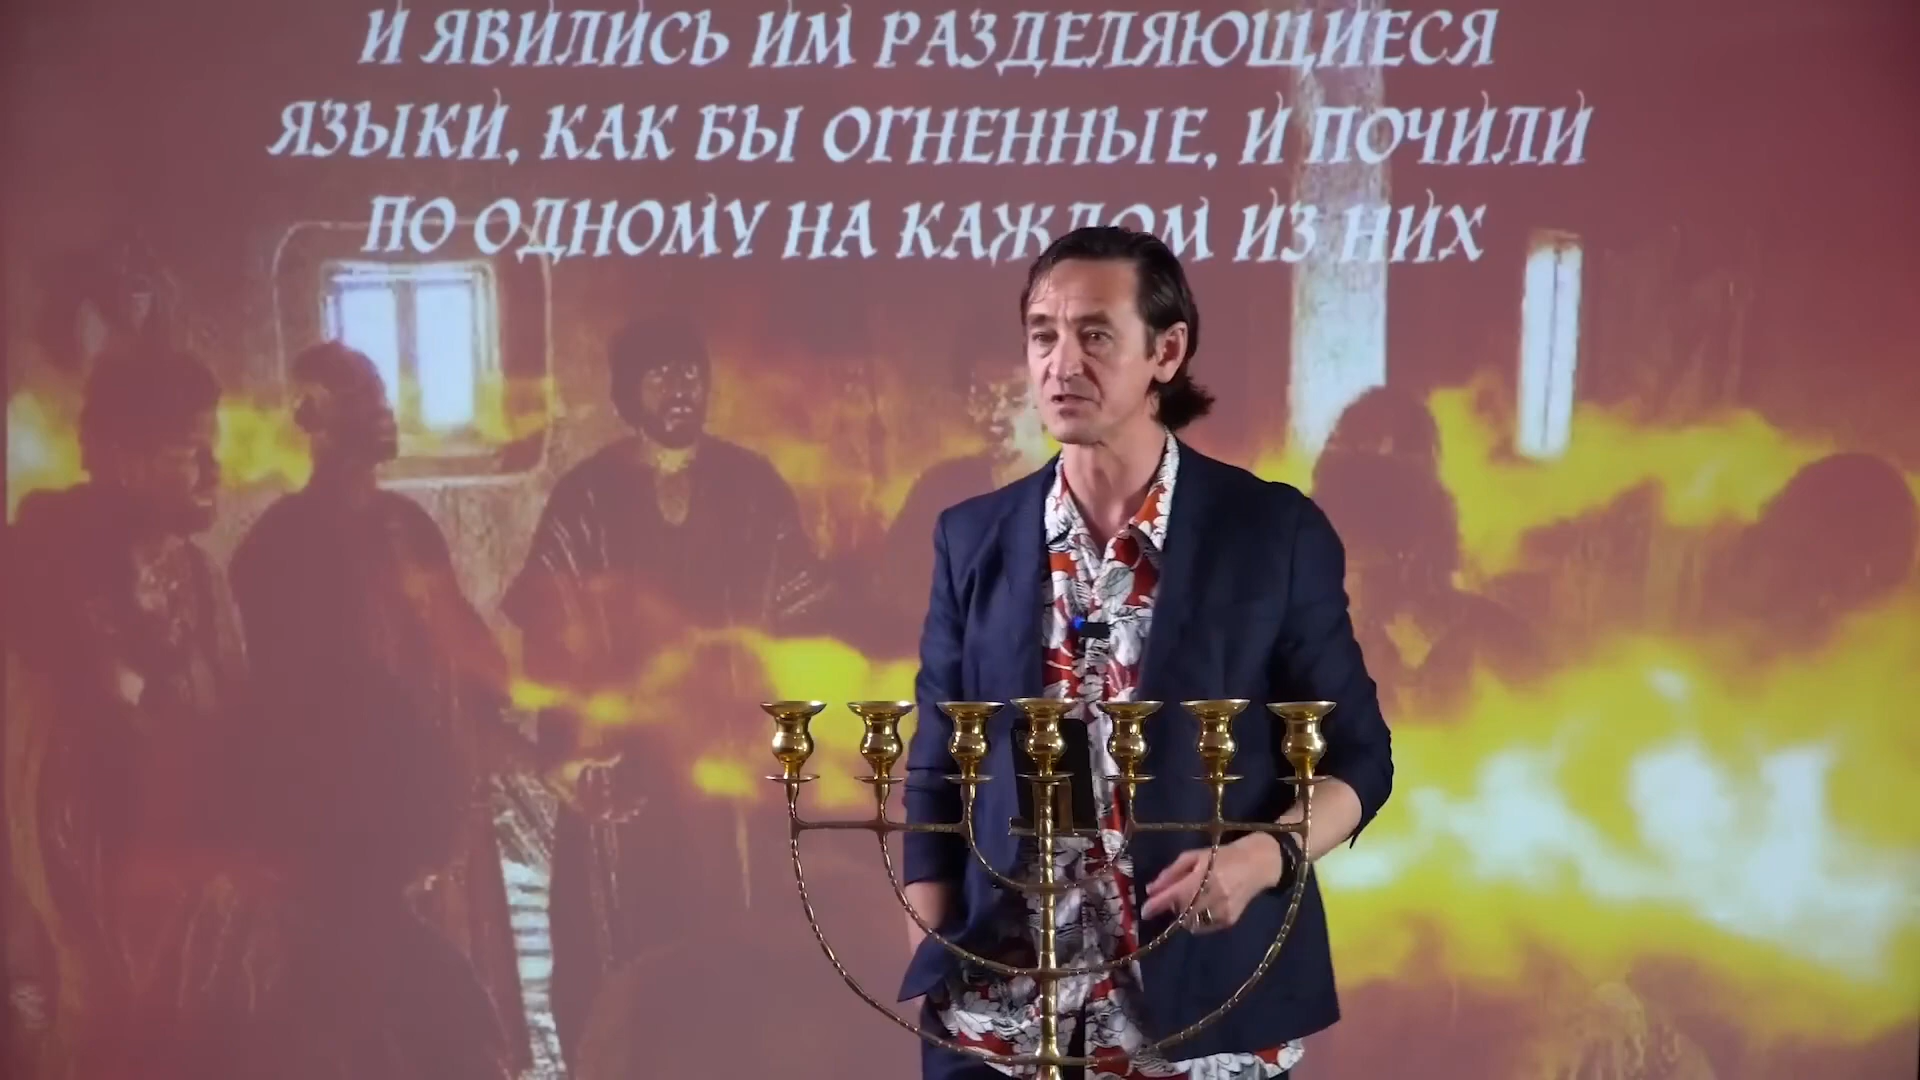 И ЯВИЛИСЬ ИМ РАЗДЕЛЯЮЩИЕСЯ
ЯЗЫКИ, КАК БЫ ОГНЕННЫЕ, И ПОЧИЛИ
ПО ОДНОМУ НА КАЖДОМ ИЗ НИХ